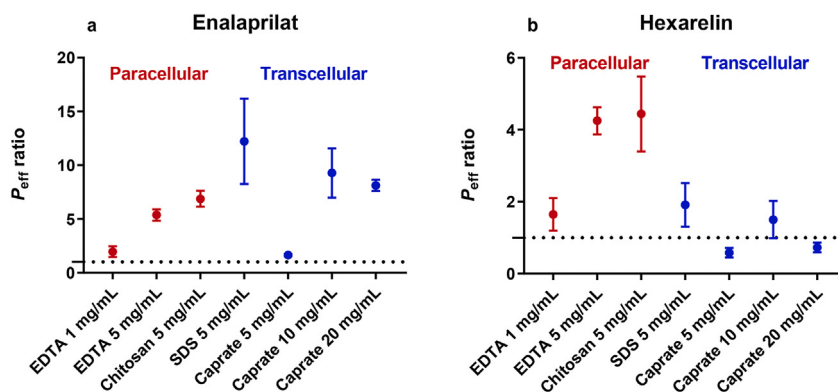 a
Enalaprilat
Paracellular
Transcellular
P eff ratio
20
15
10
5
0
EDTA 1 mg/mL
EDTA 5 mg/mL
Chitosan 5 mg/mL
SDS 5 mg/mL
Caprate 5 mg/mL
Caprate 10 mg/mL
Caprate 20 mg/mL
b
Hexarelin
Paracellular
Transcellular
P eff ratio
6
4
2
0
EDTA 1 mg/mL
EDTA 5 mg/mL
Chitosan 5 mg/mL
SDS 5 mg/mL
Caprate 5 mg/mL
Caprate 10 mg/mL
Caprate 20 mg/mL